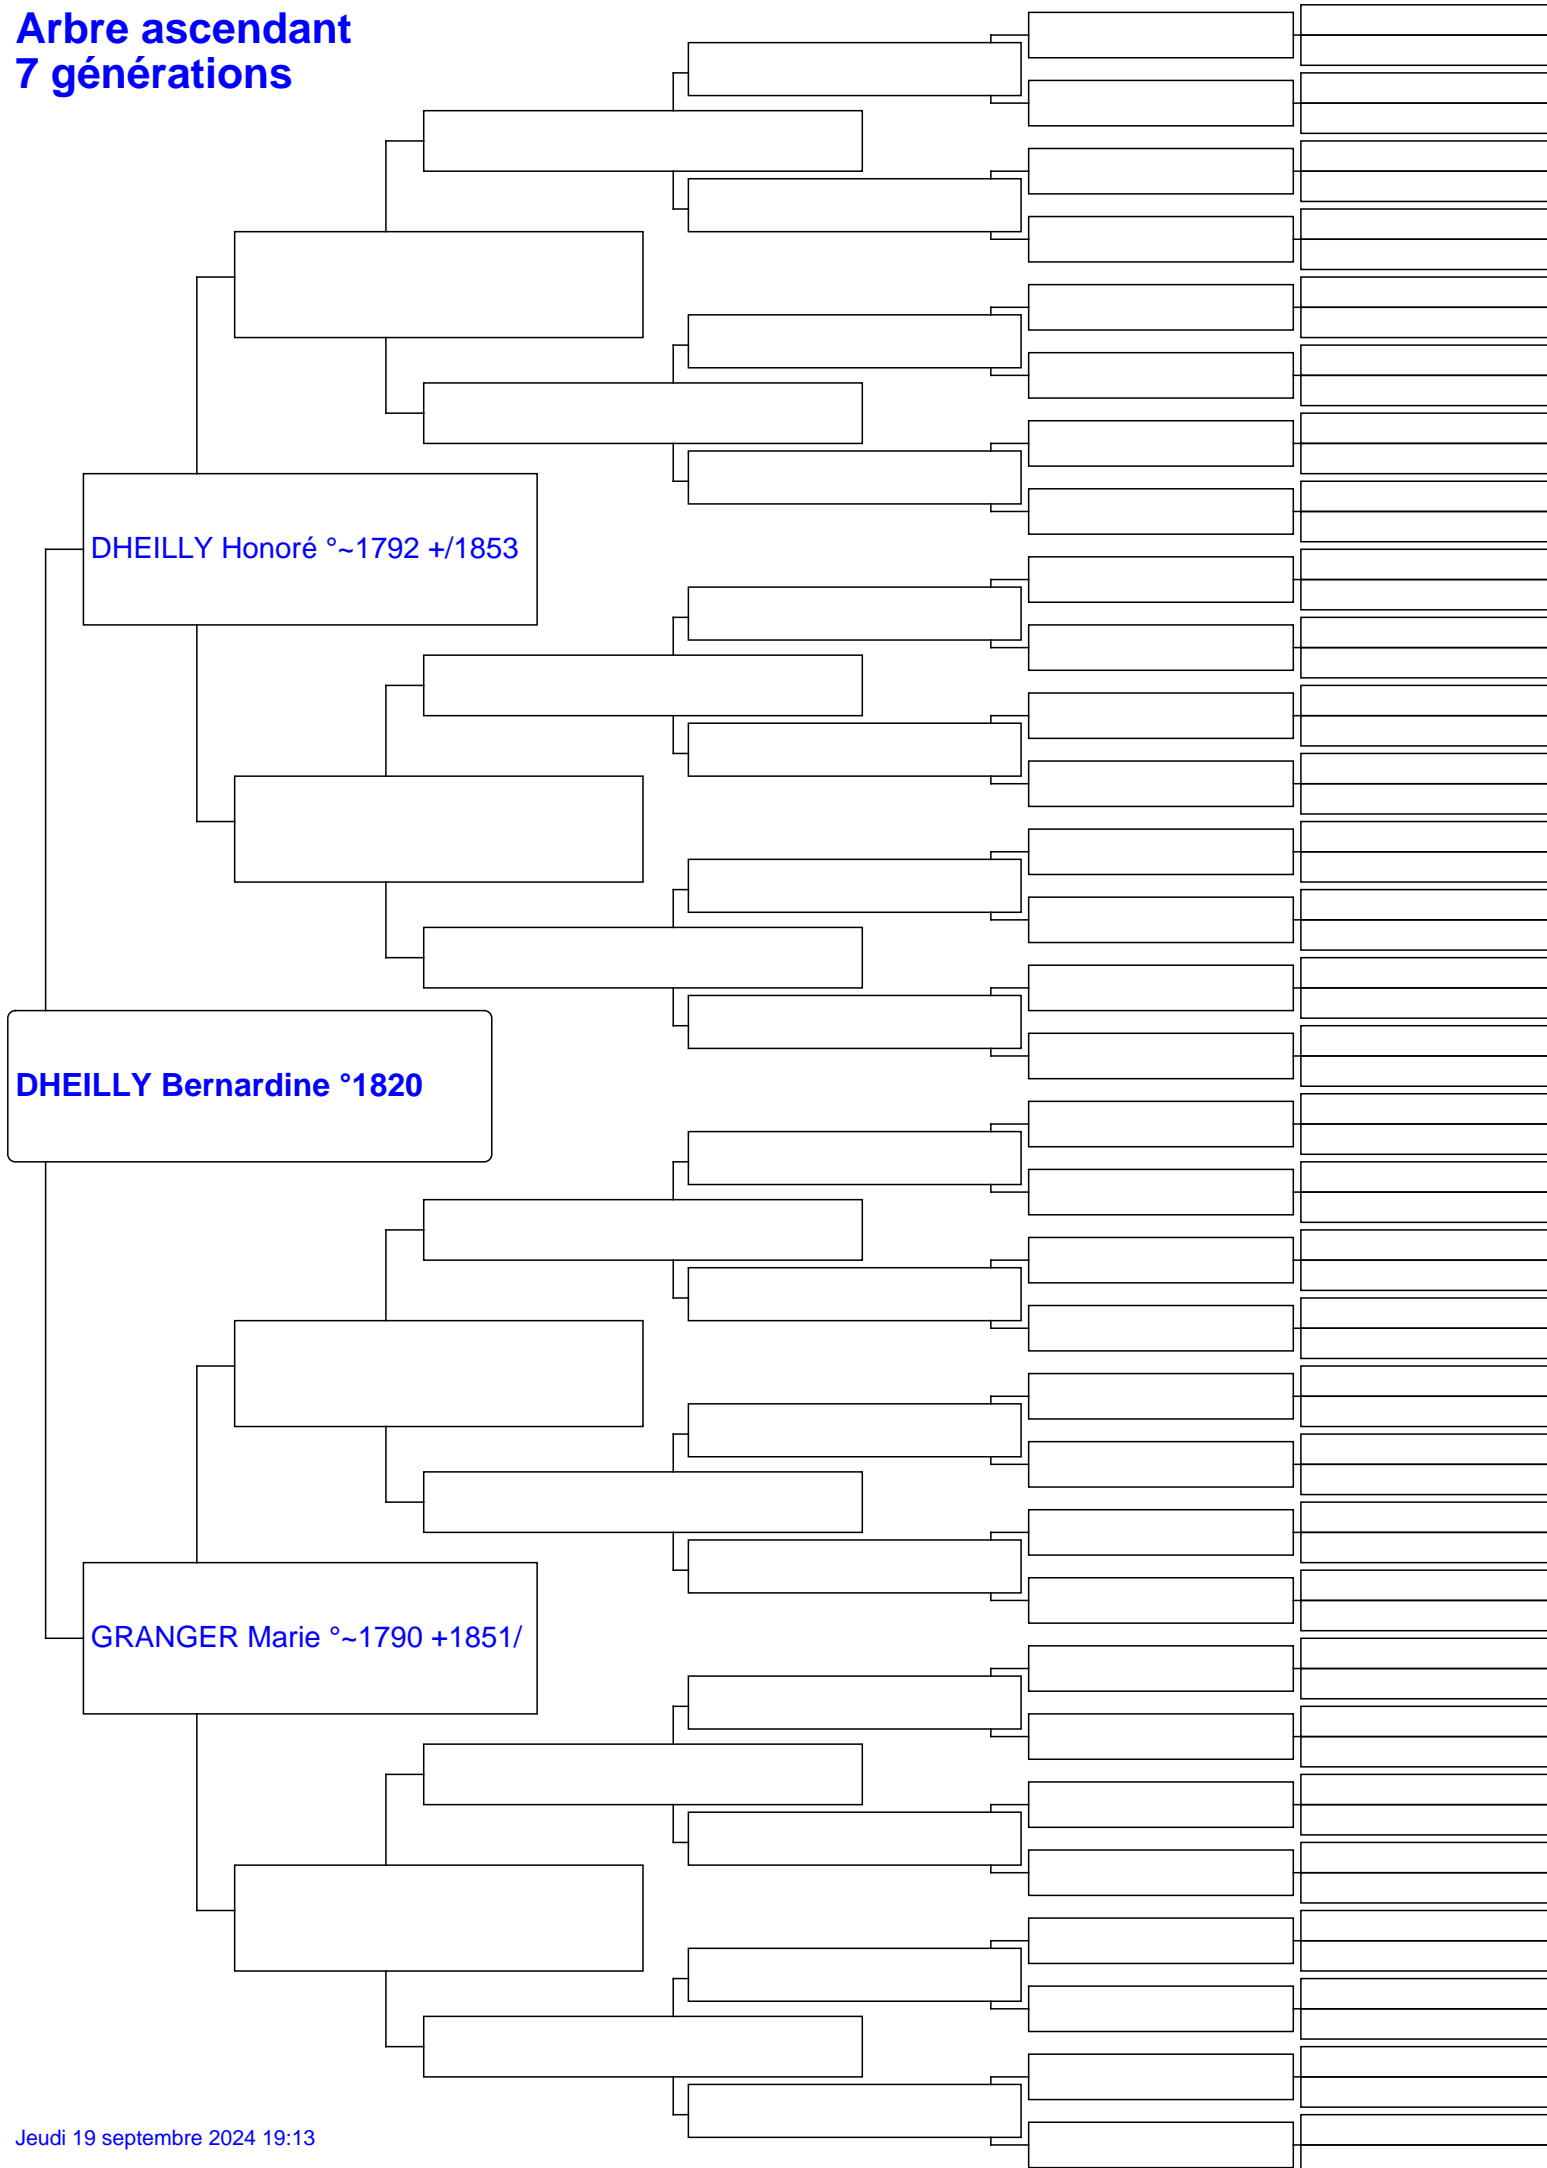 Arbre ascendant
7 générations
DHEILLY Honoré °~1792 +/1853
DHEILLY Bernardine °1820
GRANGER Marie °~1790 +1851/
Jeudi 19 septembre 2024 19:13